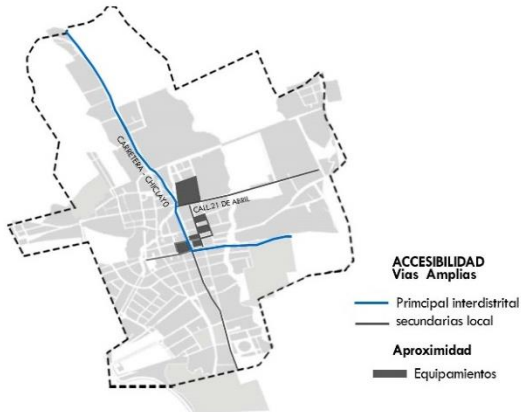 CARRETERA - CHICLAYO
CALL.21 DE ABRIL
ACCESIBILIDAD
Vias Amplias
Principal interdistrital
secundarias local
Aproximidad
Equipamientos